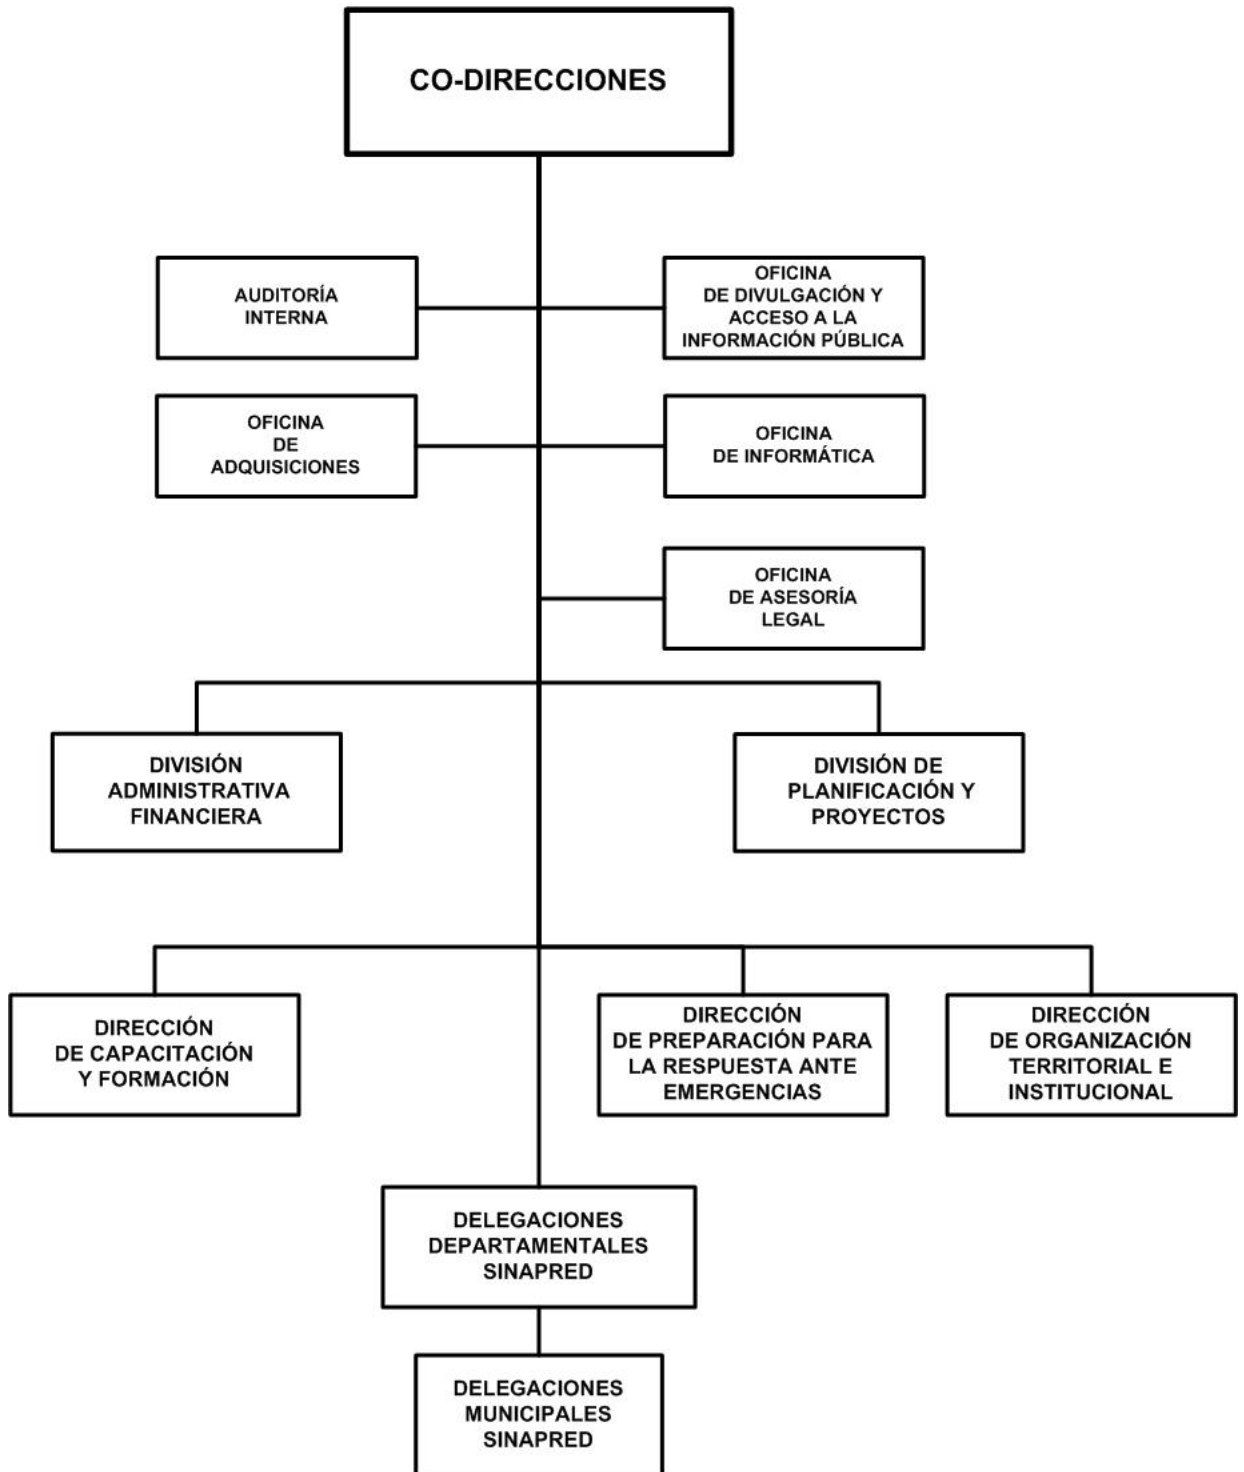 CO-DIRECCIONES
AUDITORÍA
INTERNA
OFICINA
DE DIVULGACIÓN Y
ACCESO A LA
INFORMACIÓN PÚBLICA
OFICINA
DE
ADQUISICIONES
OFICINA
DE INFORMÁTICA
OFICINA
DE ASESORÍA
LEGAL
DIVISIÓN
ADMINISTRATIVA
FINANCIERA
DIVISIÓN DE
PLANIFICACIÓN Y
PROYECTOS
DIRECCIÓN
DE CAPACITACIÓN
Y FORMACIÓN
DIRECCIÓN
DE PREPARACIÓN PARA
LA RESPUESTA ANTE
EMERGENCIAS
DIRECCIÓN
DE ORGANIZACIÓN
TERRITORIAL E
INSTITUCIONAL
DELEGACIONES
DEPARTAMENTALES
SINAPRED
DELEGACIONES
MUNICIPALES
SINAPRED